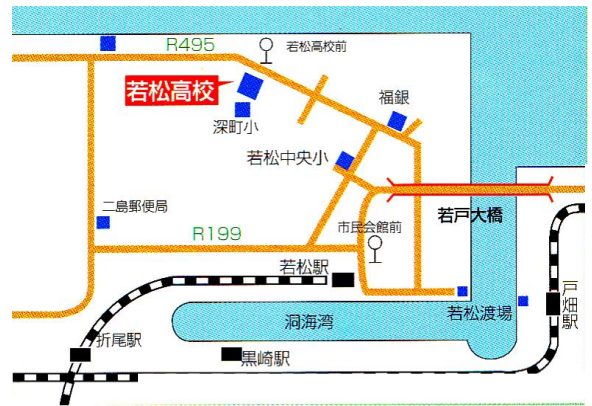 R495
若松高校前
若松高校
福銀
深町小
若松中央小
二島郵便局
若戸大橋
市民会館前
R199
若松駅
戸畑駅
若松渡場
洞海湾
折尾駅
黒崎駅